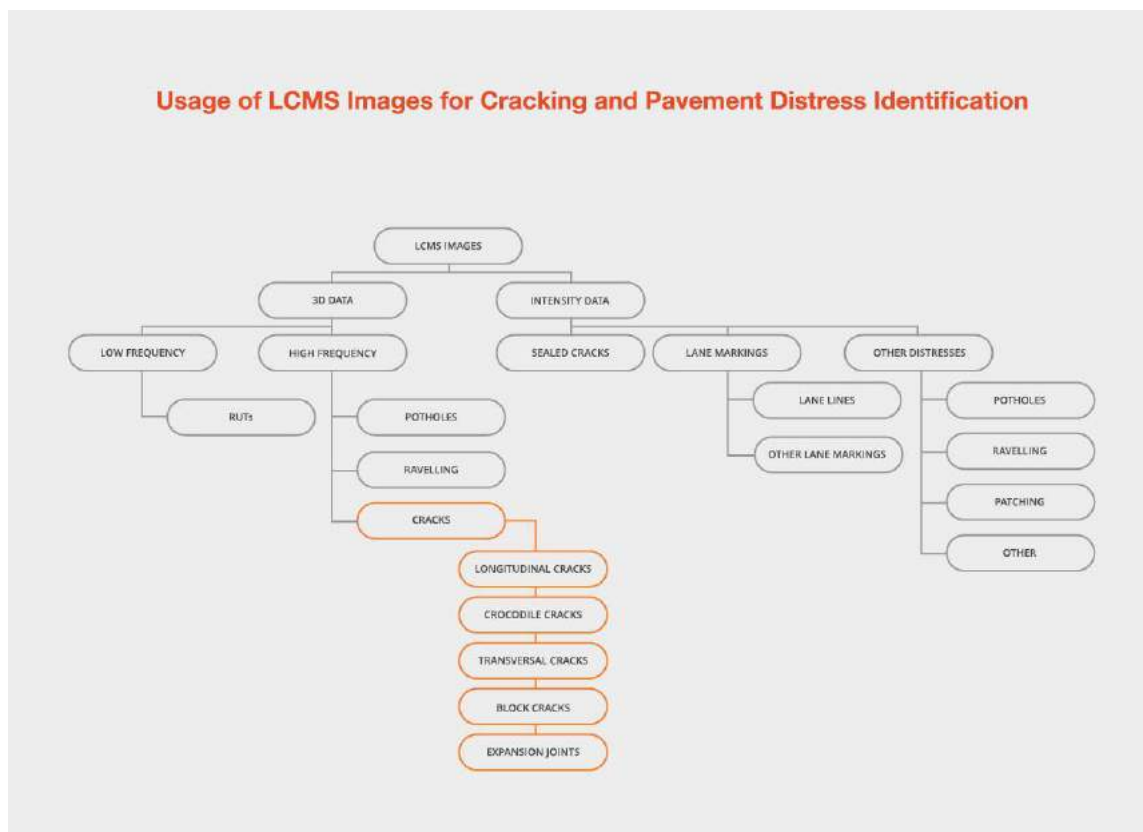 Usage of LCMS Images for Cracking and Pavement Distress Identification
LCMS IMAGES
3D DATA
INTENSITY DATA
LOW FREQUENCY
HIGH FREQUENCY
SEALED CRACKS
LANE MARKINGS
OTHER DISTRESSES
RUTs
POTHOLES
LANE LINES
POTHOLES
RAVELLING
OTHER LANE MARKINGS
RAVELLING
CRACKS
PATCHING
OTHER
LONGITUDINAL CRACKS
CROCODILE CRACKS
TRANSVERSAL CRACKS
BLOCK CRACKS
EXPANSION JOINTS